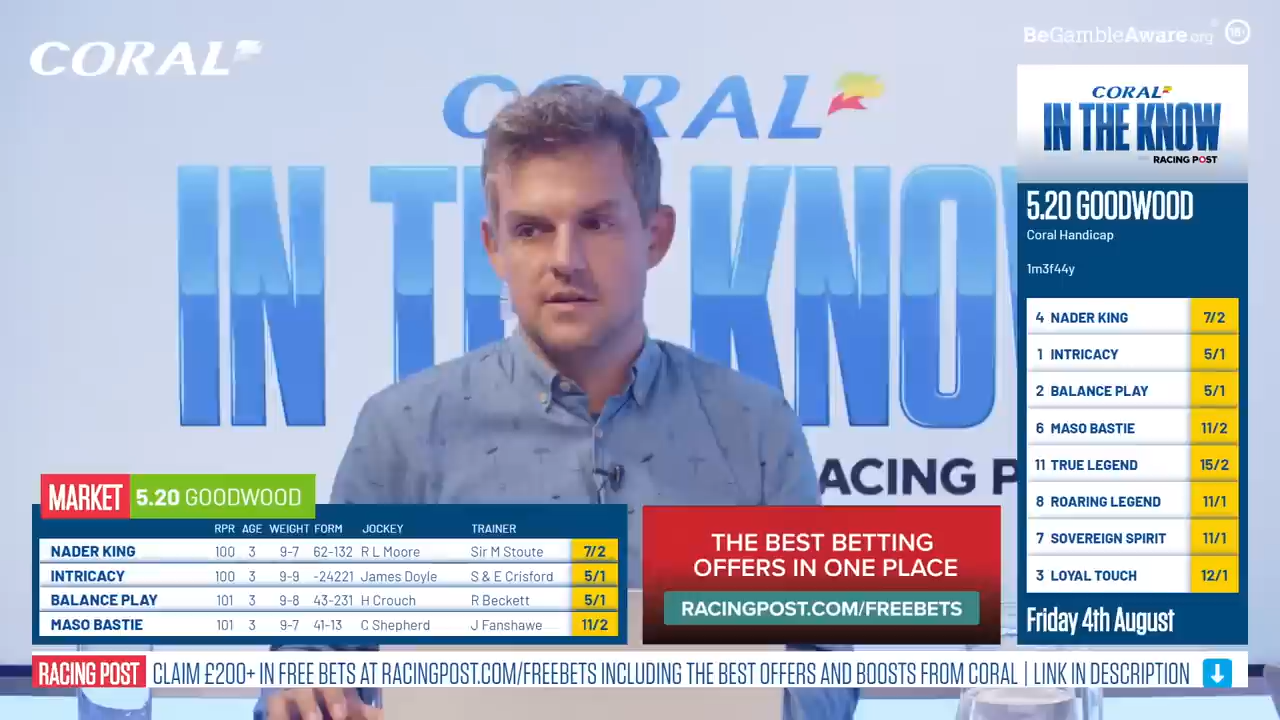 CORAL
BeGambleAware.org 18+
CORAL
IN THE KNOW
RACING P
CORAL
IN THE KNOW
RACING POST
5.20 GOODWOOD
Coral Handicap
1m3f44y
4 NADER KING 7/2
1 INTRICACY 5/1
2 BALANCE PLAY 5/1
6 MASO BASTIE 11/2
11 TRUE LEGEND 15/2
8 ROARING LEGEND 11/1
7 SOVEREIGN SPIRIT 11/1
3 LOYAL TOUCH 12/1
Friday 4th August
MARKET 5.20 GOODWOOD
RPR AGE WEIGHT FORM JOCKEY TRAINER
NADER KING 100 3 9-7 62-132 R L Moore Sir M Stoute 7/2
INTRICACY 100 3 9-9 -24221 James Doyle S & E Crisford 5/1
BALANCE PLAY 101 3 9-8 43-231 H Crouch R Beckett 5/1
MASO BASTIE 101 3 9-7 41-13 C Shepherd J Fanshawe 11/2
THE BEST BETTING
OFFERS IN ONE PLACE
RACINGPOST.COM/FREEBETS
RACING POST CLAIM £200+ IN FREE BETS AT RACINGPOST.COM/FREEBETS INCLUDING THE BEST OFFERS AND BOOSTS FROM CORAL | LINK IN DESCRIPTION